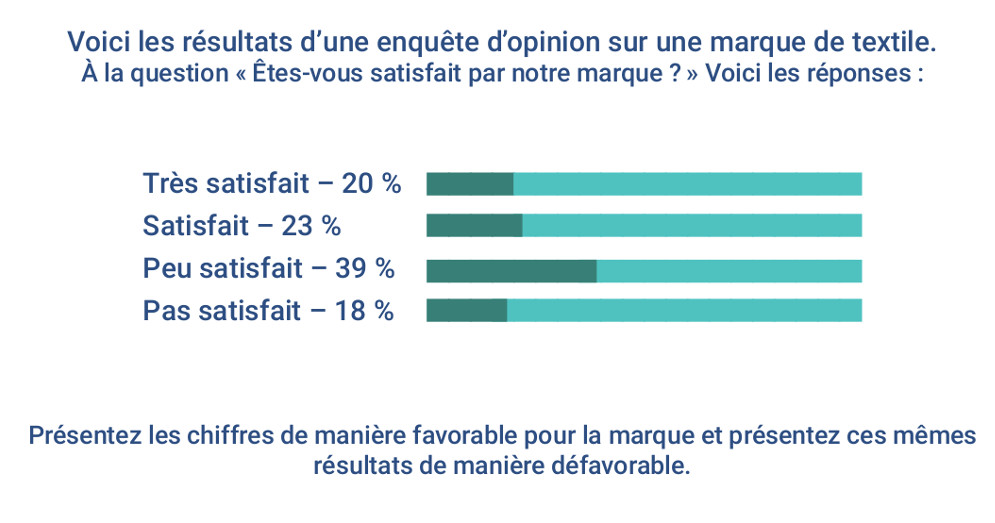 Voici les résultats d’une enquête d’opinion sur une marque de textile.
À la question « Êtes-vous satisfait par notre marque ? » Voici les réponses :
Très satisfait – 20 %
Satisfait – 23 %
Peu satisfait – 39 %
Pas satisfait – 18 %
Présentez les chiffres de manière favorable pour la marque et présentez ces mêmes
résultats de manière défavorable.